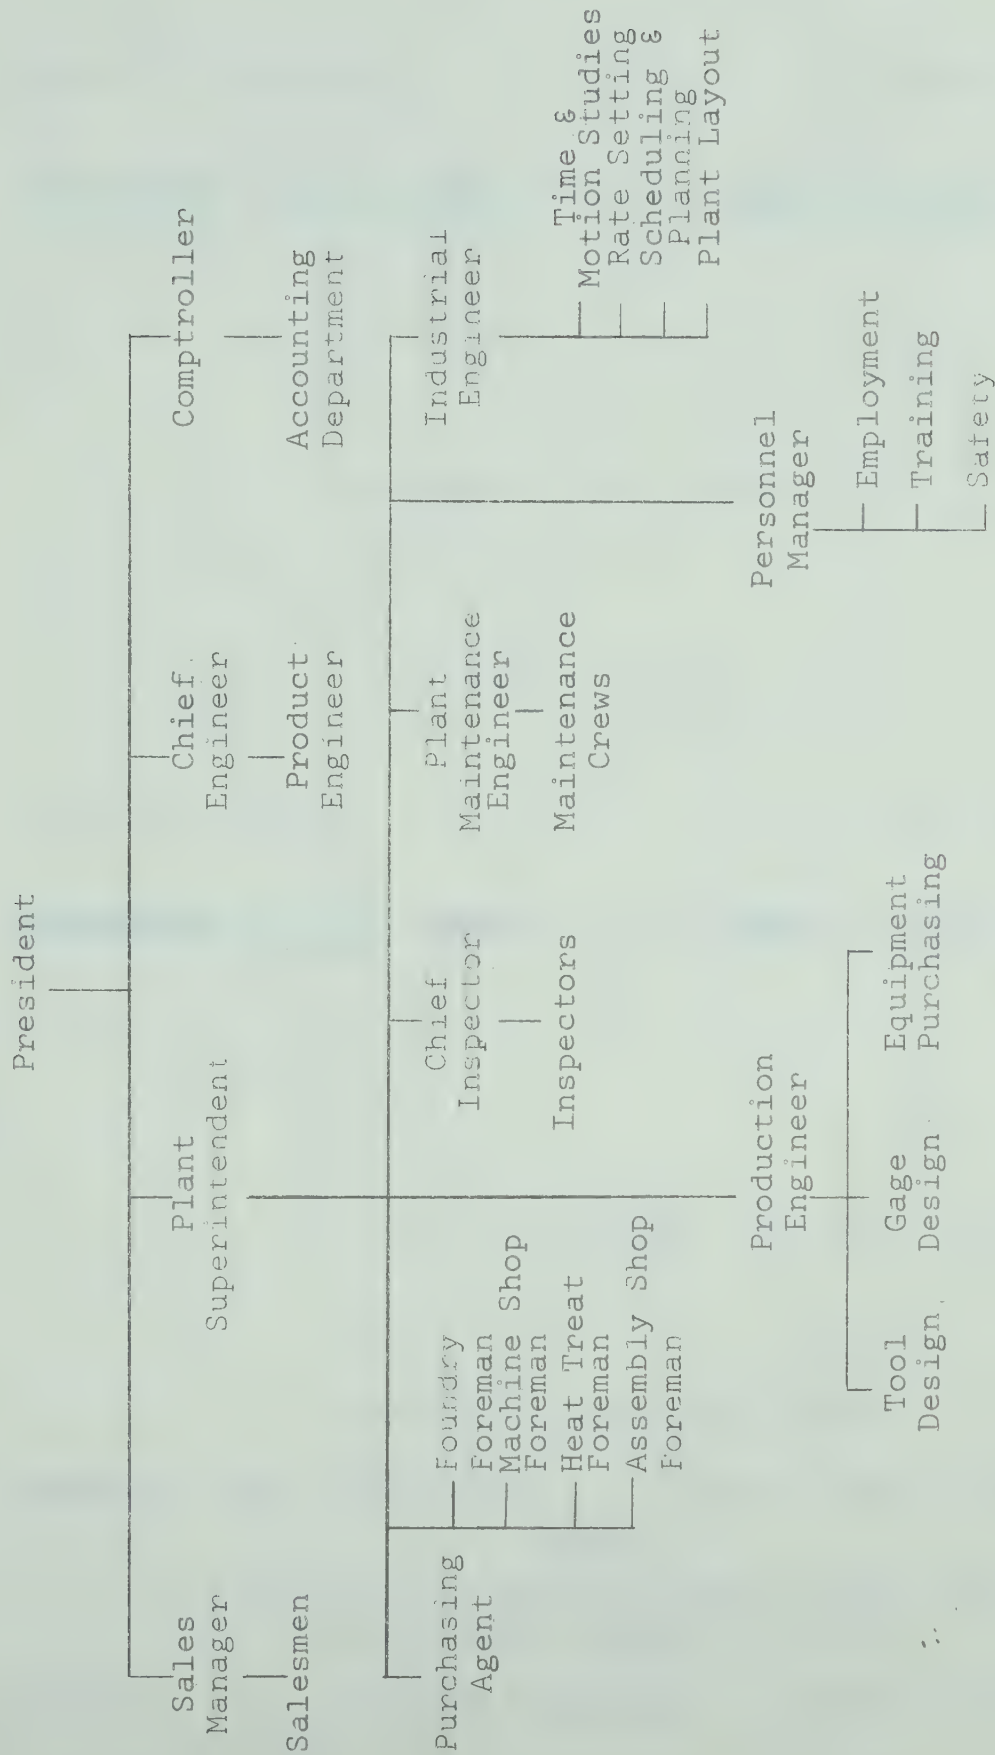 President
Sales
Manager
Plant
Superintendent
Chief
Engineer
Comptroller
Salesmen
Product
Engineer
Accounting
Department
Purchasing
Agent
Foundry
Foreman
Machine Shop
Foreman
Heat Treat
Foreman
Assembly Shop
Foreman
Chief
Inspector
Inspectors
Plant
Maintenance
Engineer
Maintenance
Crews
Industrial
Engineer
Time &
Motion Studies
Rate Setting
Scheduling &
Planning
Plant Layout
Production
Engineer
Tool
Design
Gage
Design
Equipment
Purchasing
Personnel
Manager
Employment
Training
Safety